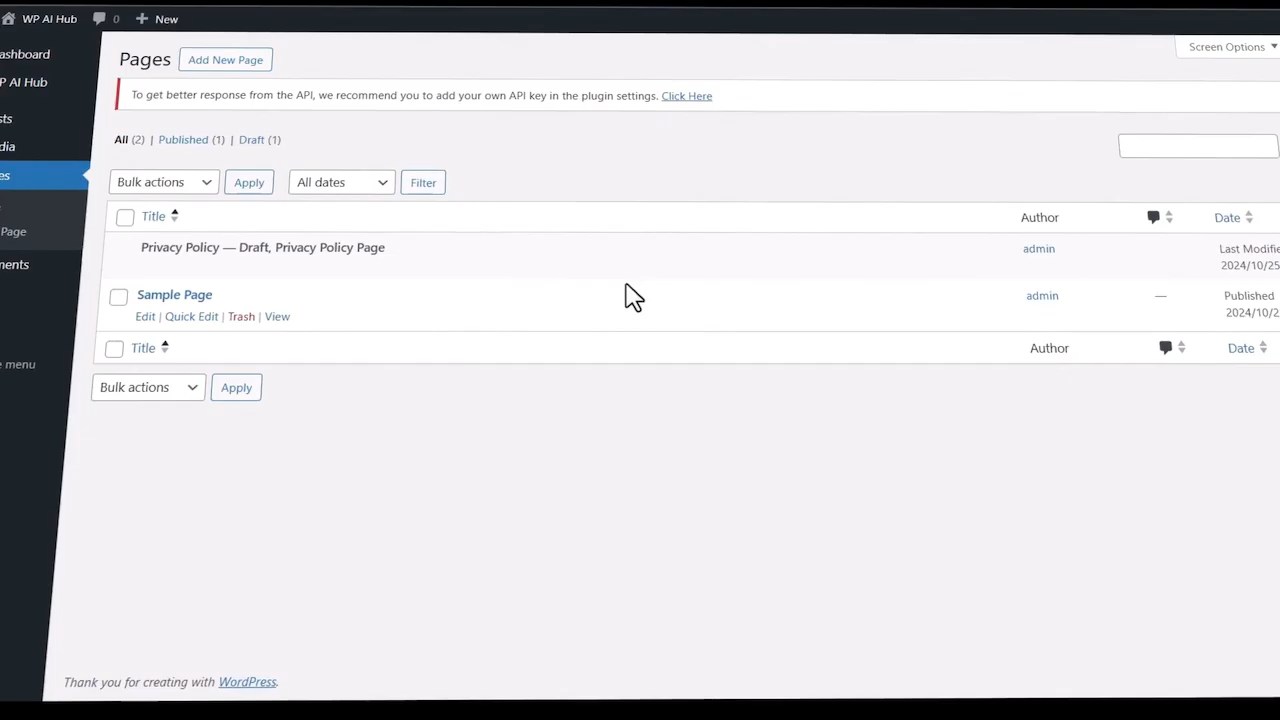 WP AI Hub 0 New
ashboard
P AI Hub
sts
dia
es
Page
ments
e menu
Pages Add New Page
Screen Options
To get better response from the API, we recommend you to add your own API key in the plugin settings. Click Here
All (2) | Published (1) | Draft (1)
Bulk actions Apply All dates Filter
Title Author Date
Privacy Policy — Draft, Privacy Policy Page admin Last Modifie
2024/10/25
Sample Page admin — Published
Edit | Quick Edit | Trash | View 2024/10/2
Title Author Date
Bulk actions Apply
Thank you for creating with WordPress.